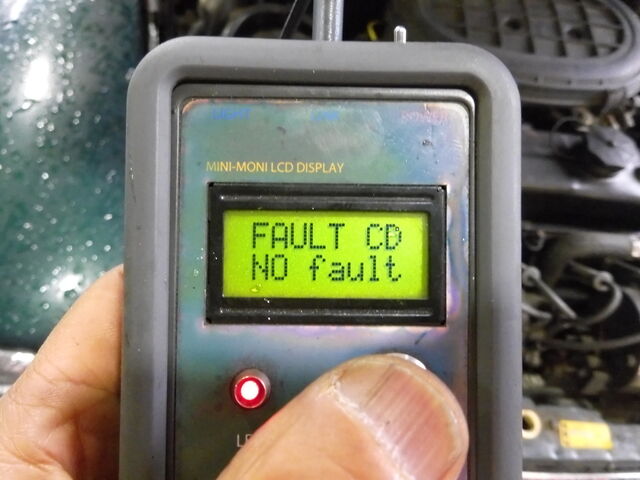 MINI-MONI LCD DISPLAY
FAULT CD
NO fault